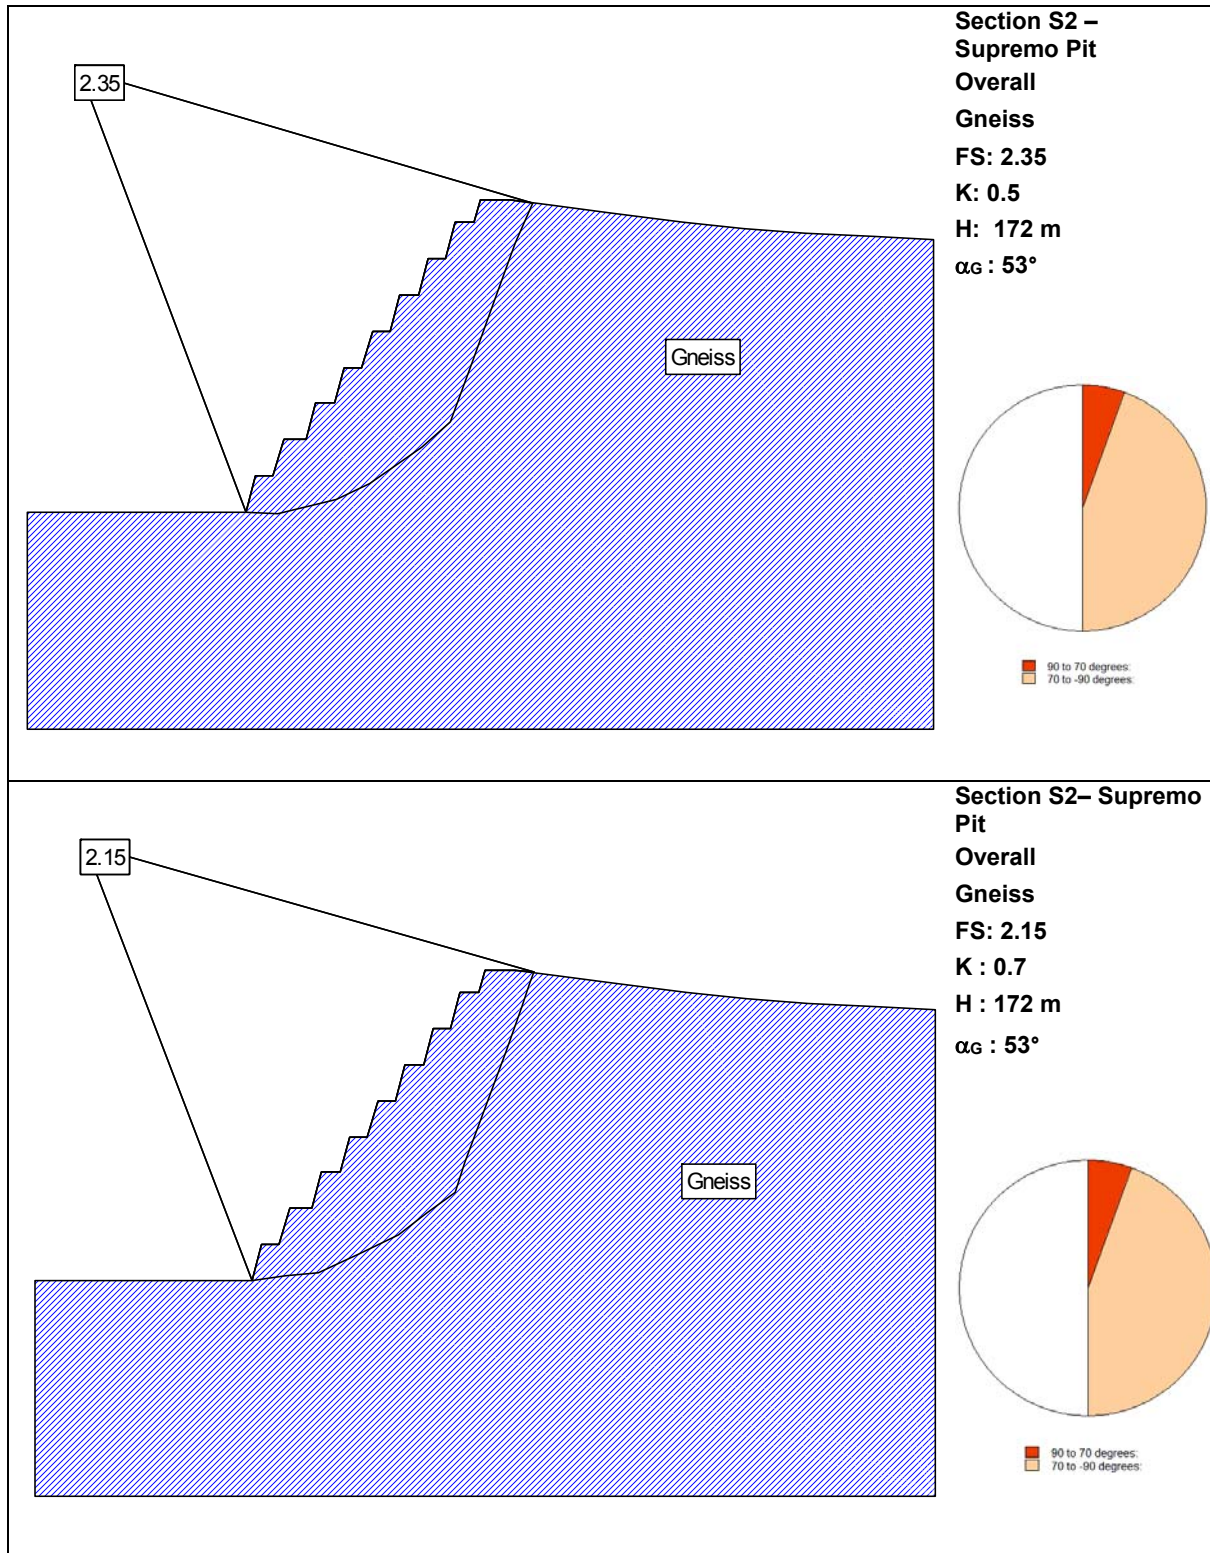 Section S2 –
Supremo Pit
Overall
Gneiss
FS: 2.35
K: 0.5
H: 172 m
αG : 53°
2.35
Gneiss
90 to 70 degrees:
70 to -90 degrees:
Section S2– Supremo
Pit
Overall
Gneiss
FS: 2.15
K : 0.7
H : 172 m
αG : 53°
2.15
Gneiss
90 to 70 degrees:
70 to -90 degrees: